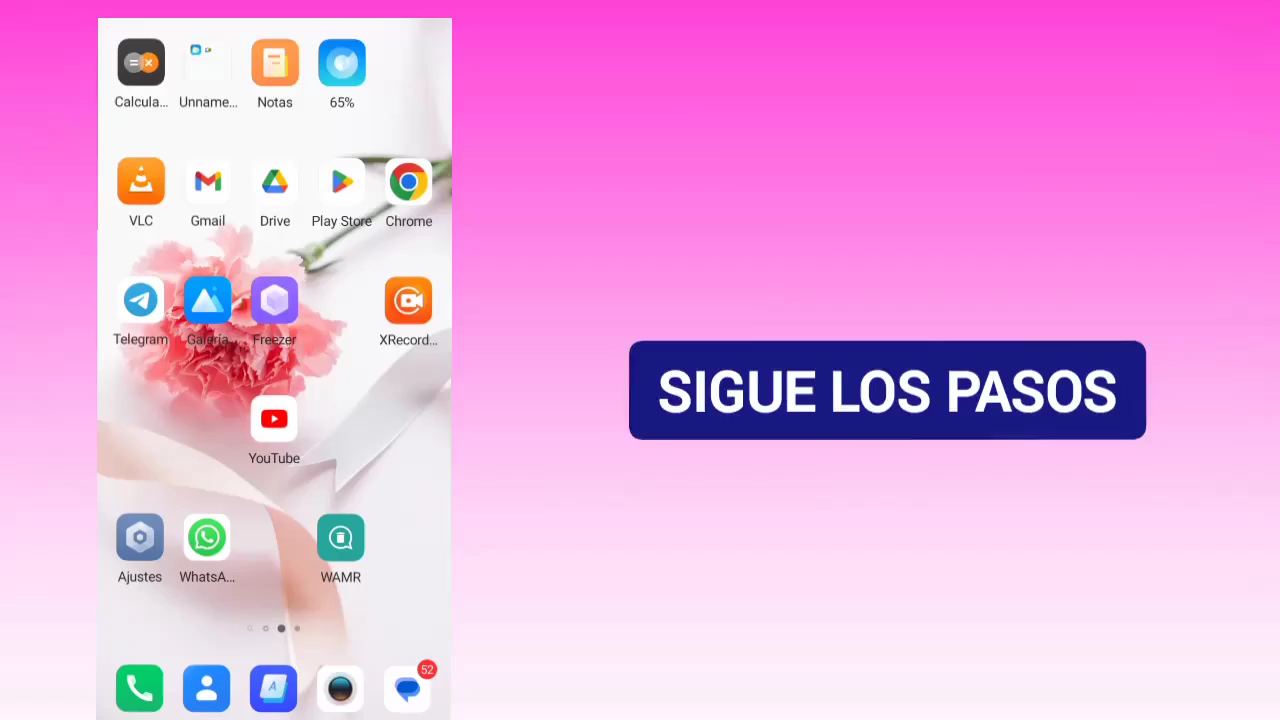 Calcula...
Unname...
Notas
65%
VLC
Gmail
Drive
Play Store
Chrome
Telegram
Galería...
Freezer
XRecord...
YouTube
SIGUE LOS PASOS
Ajustes
WhatsA...
WAMR
A
52